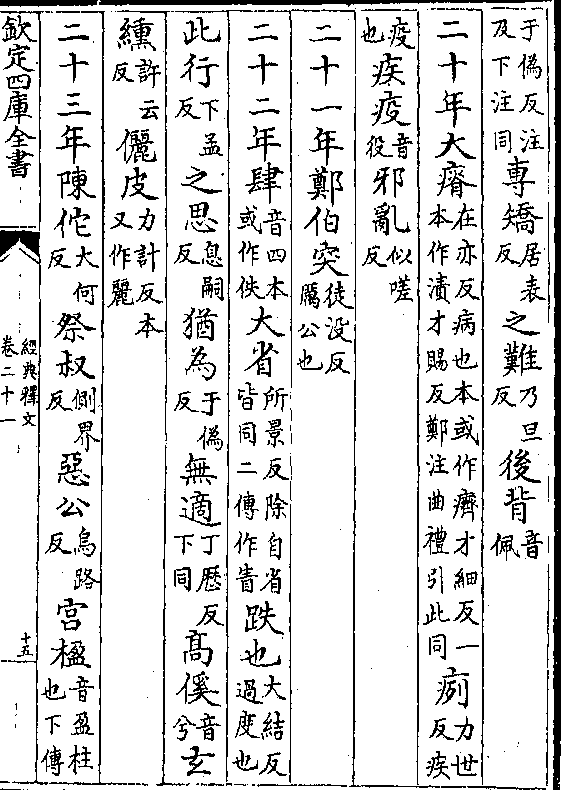 于偽反注及下注同專矯居表反之難乃旦反後背音佩
二十年大瘠在亦反病也本或作𤻊才細反一本作漬才賜反鄭注曲禮引此同㾐力世反疾
疫也疾疫音役邪亂似嗟反
二十一年鄭伯突徒没反厲公也
二十二年肆音四本或作佚大省所景反除自省皆同二傳作眚跌也大結反過度也
此行下孟反之思息嗣反猶為于偽反無適丁歴反下同高傒音兮玄
纁許云反儷皮力計反本又作麗
二十三年陳佗大何反祭叔側界反惡公烏路反宫楹音盈柱也下傳
欽定四庫全書
經典釋文
卷二十一
十五